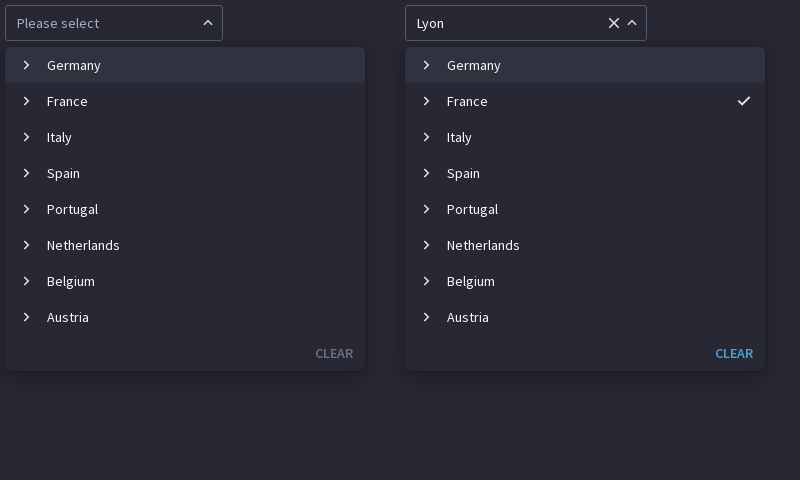 Please select
Germany
France
Italy
Spain
Portugal
Netherlands
Belgium
Austria
CLEAR
Lyon
Germany
France
Italy
Spain
Portugal
Netherlands
Belgium
Austria
CLEAR